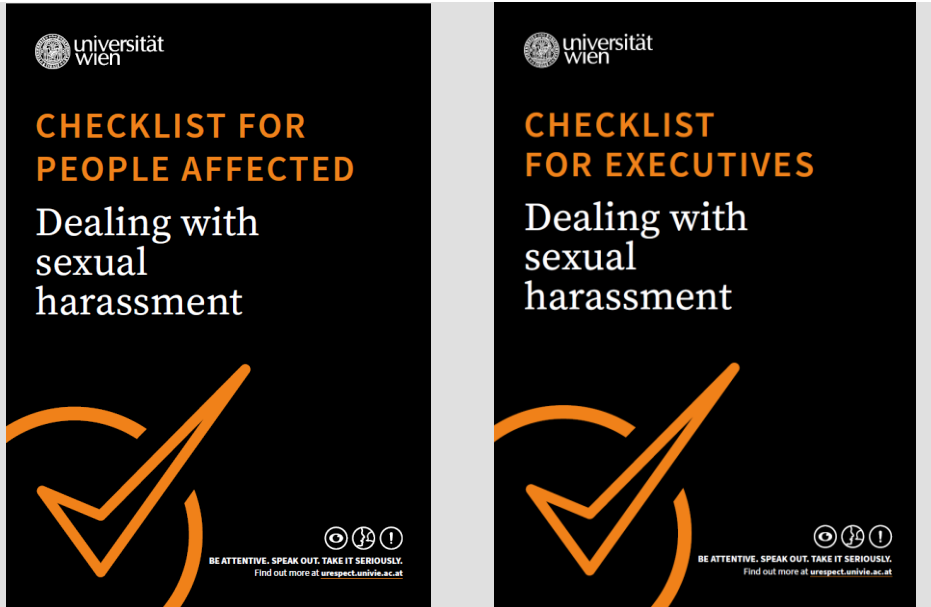 universität
wien
CHECKLIST FOR
PEOPLE AFFECTED
Dealing with
sexual
harassment
BE ATTENTIVE. SPEAK OUT. TAKE IT SERIOUSLY.
Find out more at urespect.univie.ac.at
universität
wien
CHECKLIST
FOR EXECUTIVES
Dealing with
sexual
harassment
BE ATTENTIVE. SPEAK OUT. TAKE IT SERIOUSLY.
Find out more at urespect.univie.ac.at